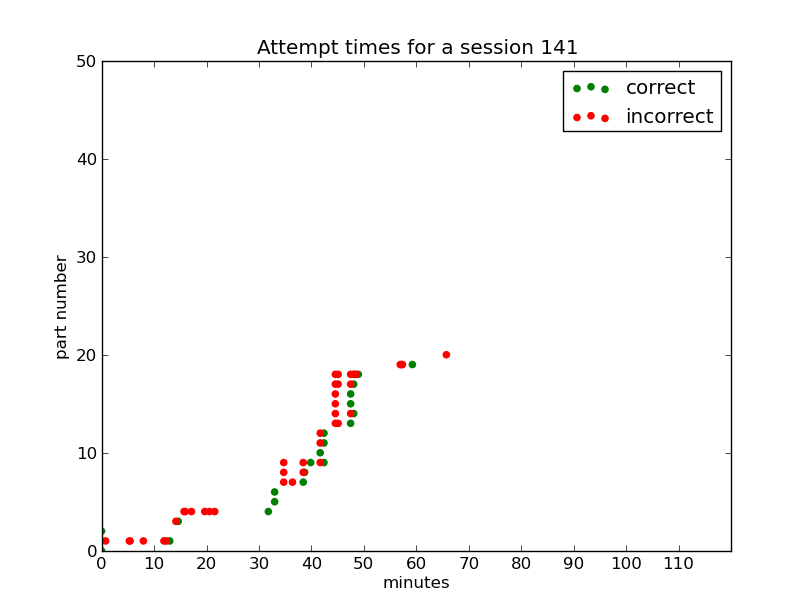 Attempt times for a session 141
correct
incorrect
50
40
30
20
10
0
part number
0 10 20 30 40 50 60 70 80 90 100 110
minutes